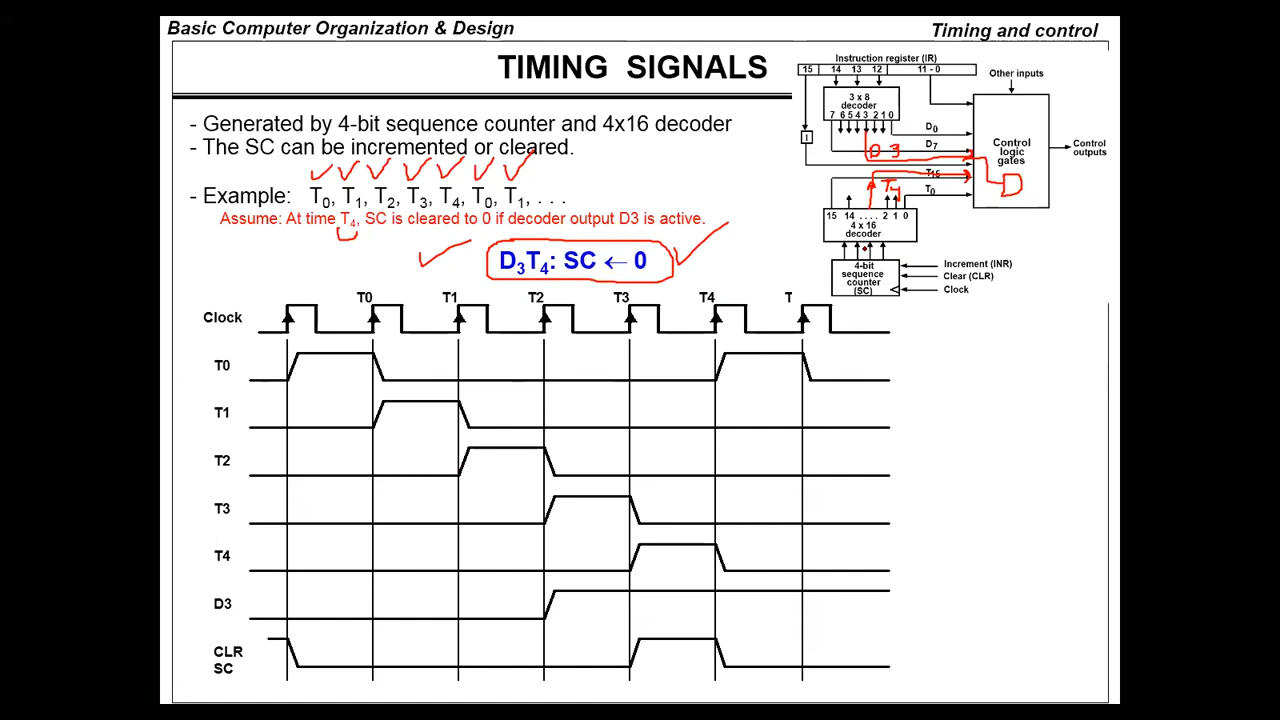 Basic Computer Organization & Design
Timing and control
TIMING SIGNALS
- Generated by 4-bit sequence counter and 4x16 decoder
- The SC can be incremented or cleared.
- Example: T0, T1, T2, T3, T4, T0, T1, . . .
Assume: At time T4, SC is cleared to 0 if decoder output D3 is active.
D3T4: SC ← 0
Instruction register (IR)
15 14 13 12 11 - 0
Other inputs
3 x 8
decoder
7 6 5 4 3 2 1 0
I
D0
D7
D3
Control
logic
gates
Control
outputs
T15
T4
T0
D
15 14 . . . . 2 1 0
4 x 16
decoder
4-bit
sequence
counter
(SC)
Increment (INR)
Clear (CLR)
Clock
T0 T1 T2 T3 T4 T
Clock
T0
T1
T2
T3
T4
D3
CLR
SC